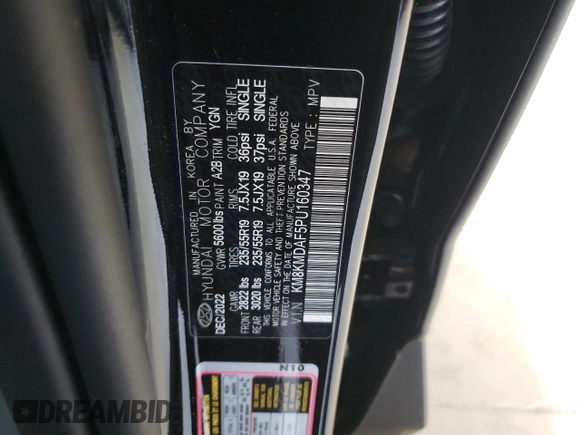 MANUFACTURED IN KOREA BY
HYUNDAI MOTOR COMPANY
DEC/2022 GVWR 5600 lbs PAINT A2B TRIM YGN
GAWR TIRES RIMS COLD TIRE INFL
FRONT 2822 lbs 235/55R19 7.5JX19 36psi SINGLE
REAR 3020 lbs 235/55R19 7.5JX19 37psi SINGLE
THIS VEHICLE CONFORMS TO ALL APPLICABLE U.S.A. FEDERAL
MOTOR VEHICLE SAFETY AND THEFT PREVENTION STANDARDS
IN EFFECT ON THE DATE OF MANUFACTURE SHOWN ABOVE
VIN : KM8KMDAF5PU160347 TYPE : MPV
N10
DREAMBID